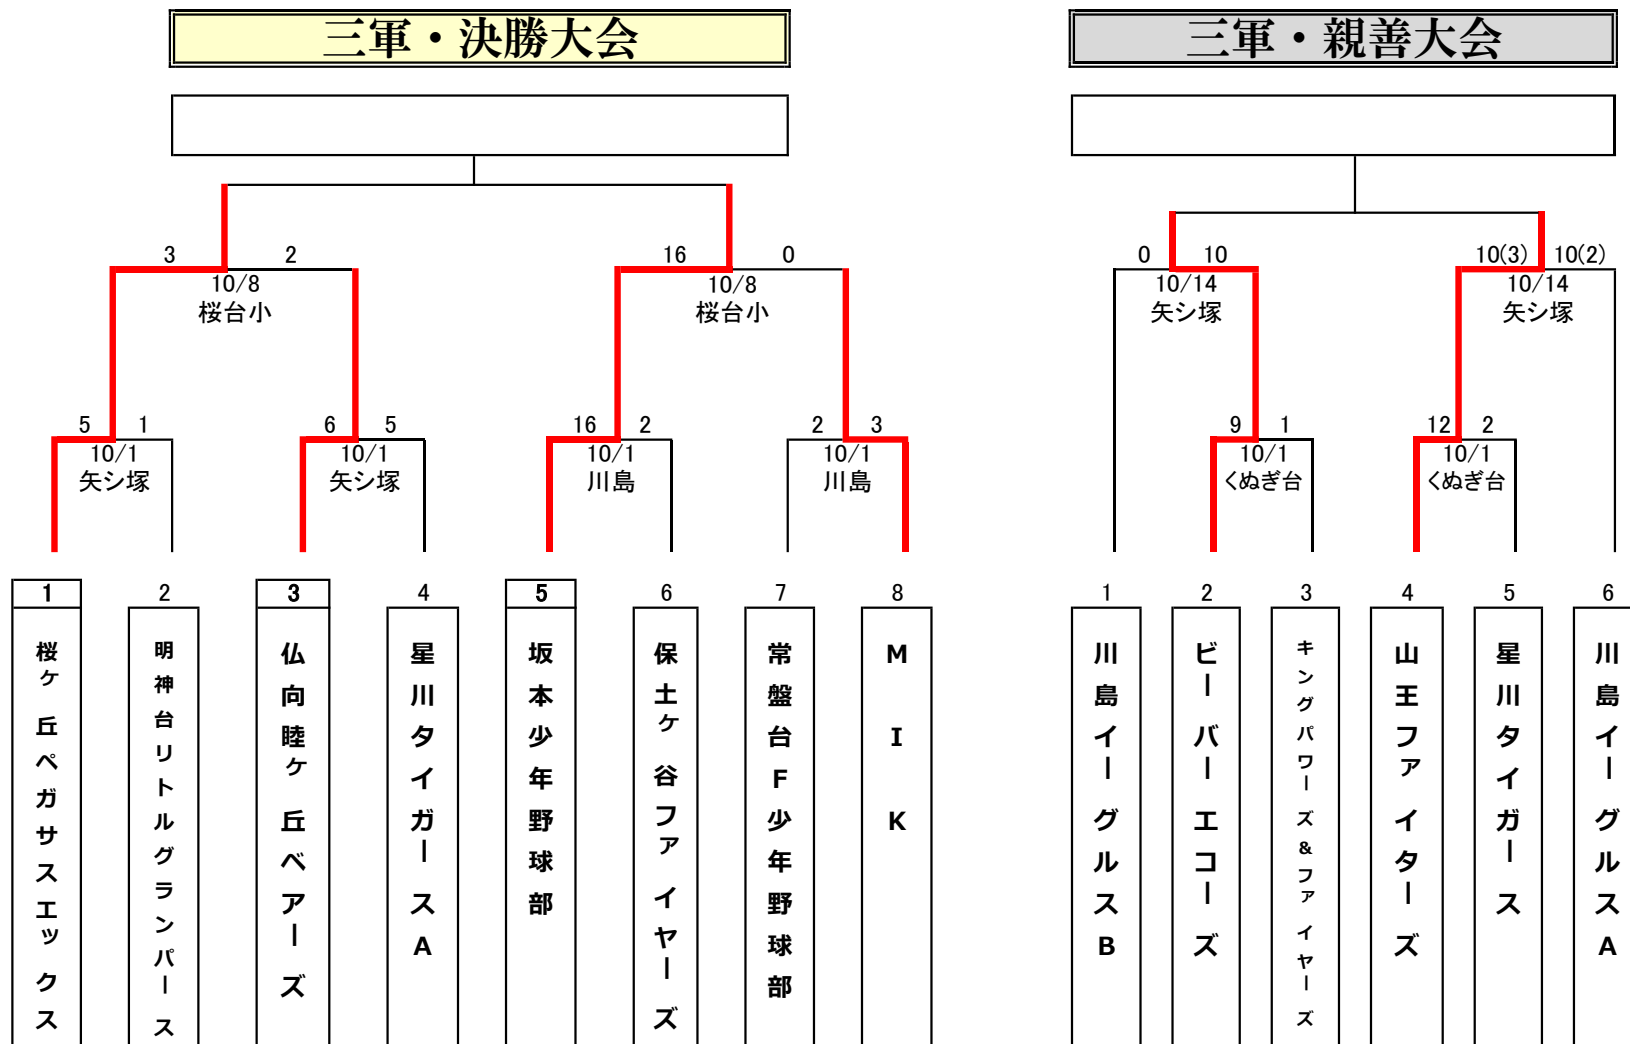 三軍・決勝大会
三軍・親善大会
3 2
10/8
桜台小
16 0
10/8
桜台小
0 10
10/14
矢シ塚
10(3) 10(2)
10/14
矢シ塚
5 1
10/1
矢シ塚
6 5
10/1
矢シ塚
16 2
10/1
川島
2 3
10/1
川島
9 1
10/1
くぬぎ台
12 2
10/1
くぬぎ台
1
桜ヶ丘ペガサスエックス
2
明神台リトルグランパース
3
仏向睦ヶ丘ベアーズ
4
星川タイガースA
5
坂本少年野球部
6
保土ケ谷ファイヤーズ
7
常盤台F少年野球部
8
MIK
1
川島イーグルスB
2
ビーバーエコーズ
3
キングパワーズ&ファイヤーズ
4
山王ファイターズ
5
星川タイガース
6
川島イーグルスA